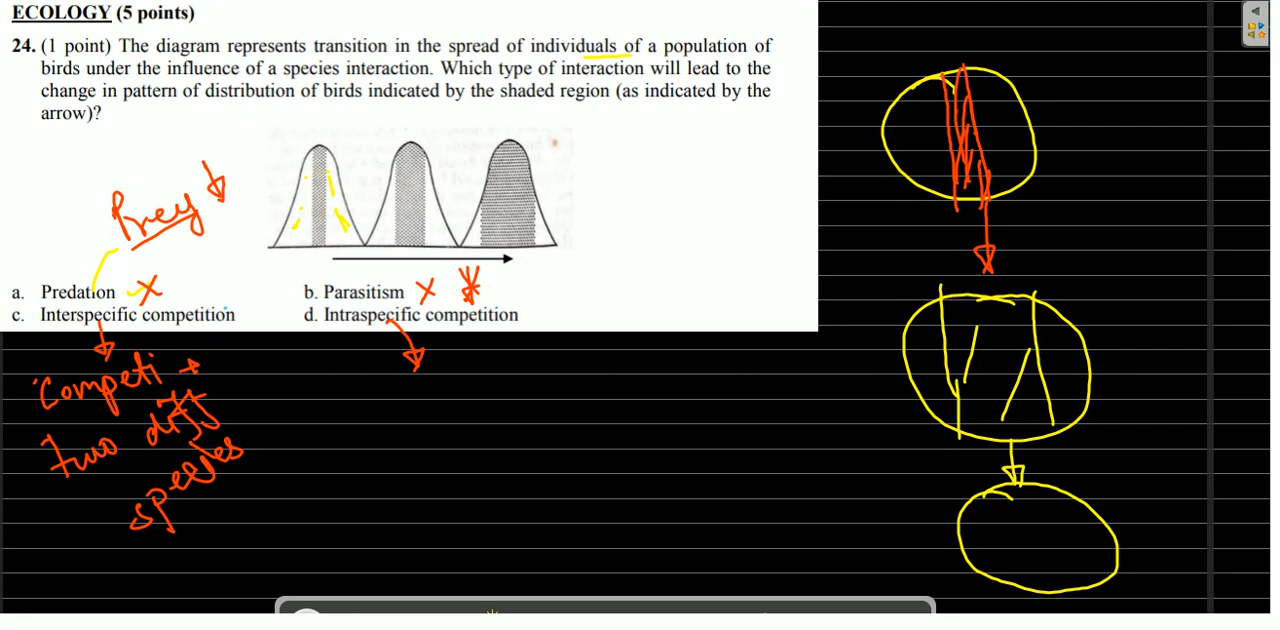 ECOLOGY (5 points)
24. (1 point) The diagram represents transition in the spread of individuals of a population of
birds under the influence of a species interaction. Which type of interaction will lead to the
change in pattern of distribution of birds indicated by the shaded region (as indicated by the
arrow)?
Prey
a. Predation
b. Parasitism
c. Interspecific competition
d. Intraspecific competition
Competi
two diff
species